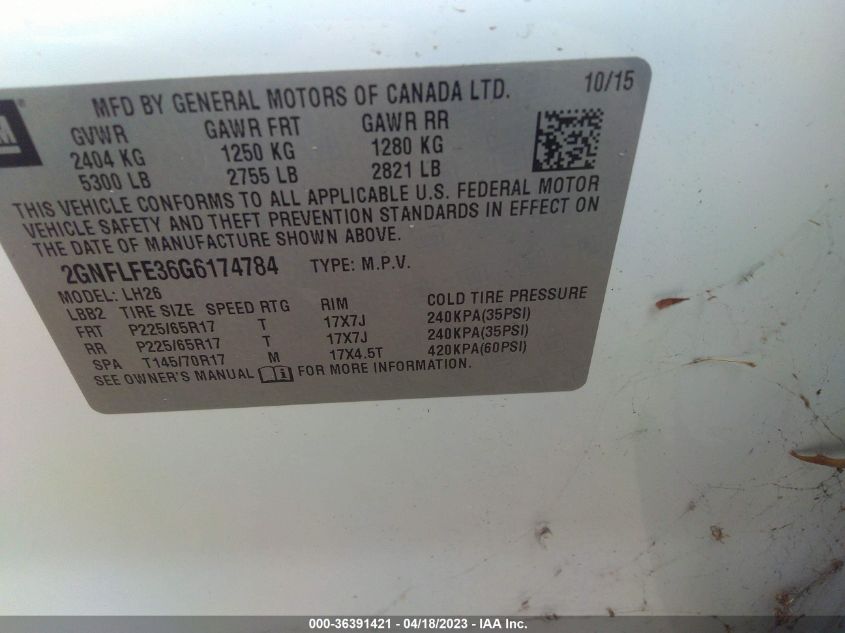 M
MFD BY GENERAL MOTORS OF CANADA LTD. 10/15
GVWR GAWR FRT GAWR RR
2404 KG 1250 KG 1280 KG
5300 LB 2755 LB 2821 LB
THIS VEHICLE CONFORMS TO ALL APPLICABLE U.S. FEDERAL MOTOR
VEHICLE SAFETY AND THEFT PREVENTION STANDARDS IN EFFECT ON
THE DATE OF MANUFACTURE SHOWN ABOVE.
2GNFLFE36G6174784 TYPE: M.P.V.
MODEL: LH26
LBB2 TIRE SIZE SPEED RTG RIM COLD TIRE PRESSURE
FRT P225/65R17 T 17X7J 240KPA(35PSI)
RR P225/65R17 T 17X7J 240KPA(35PSI)
SPA T145/70R17 M 17X4.5T 420KPA(60PSI)
SEE OWNER'S MANUAL i FOR MORE INFORMATION.
000-36391421 - 04/18/2023 - IAA Inc.